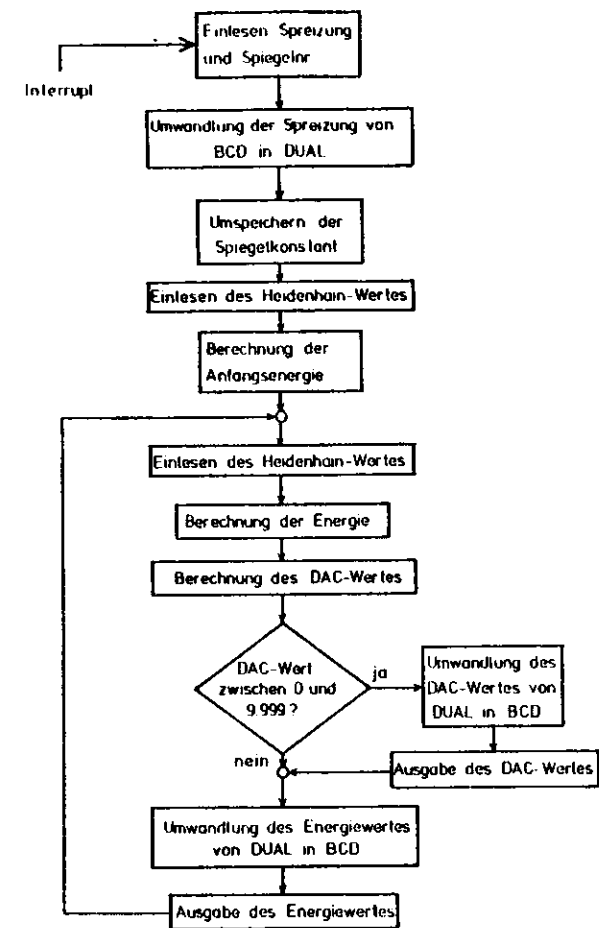 Einlesen Spreizung
und Spiegelnr
Interrupt
Umwandlung der Spreizung von
BCD in DUAL
Umspeichern der
Spiegelkonstant
Einlesen des Heidenhain-Wertes
Berechnung der
Anfangsenergie
Einlesen des Heidenhain-Wertes
Berechnung der Energie
Berechnung des DAC-Wertes
DAC-Wert
zwischen 0 und
9.999 ?
ja
Umwandlung des
DAC-Wertes von
DUAL in BCD
nein
Ausgabe des DAC-Wertes
Umwandlung des Energiewertes
von DUAL in BCD
Ausgabe des Energiewertes